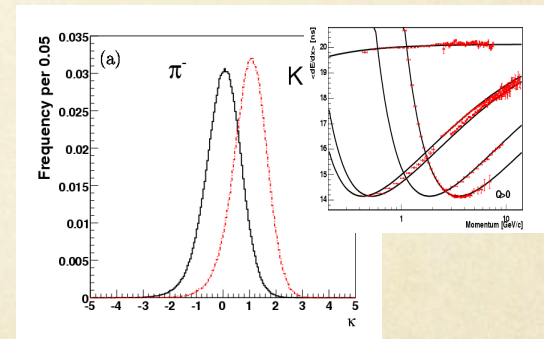 (a)
π-
K
Frequency per 0.05
0.035
0.03
0.025
0.02
0.015
0.01
0.005
0
-5 -4 -3 -2 -1 0 1 2 3 4 5
κ
<dE/dx> [ns]
20
19
18
17
16
15
14
Q>0
1 10
Momentum [GeV/c]